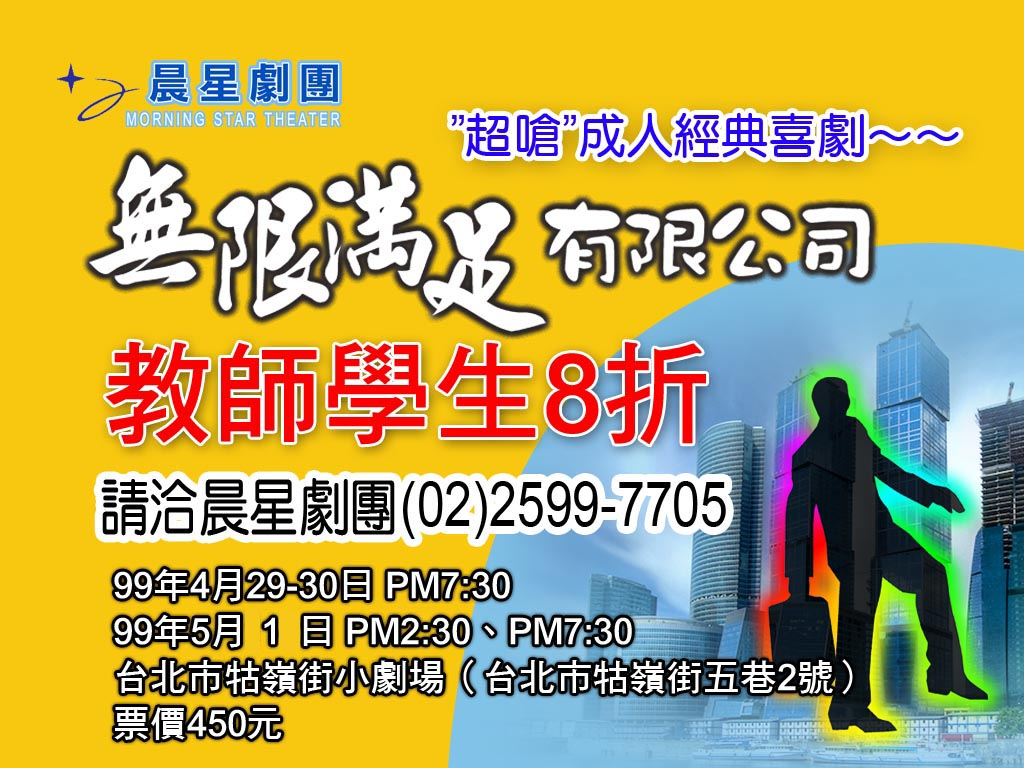 晨星劇團
MORNING STAR THEATER
”超嗆”成人經典喜劇～～
無限滿足有限公司
教師學生8折
請洽晨星劇團(02)2599-7705
99年4月29-30日 PM7:30
99年5月 1 日 PM2:30、PM7:30
台北市牯嶺街小劇場（台北市牯嶺街五巷2號）
票價450元